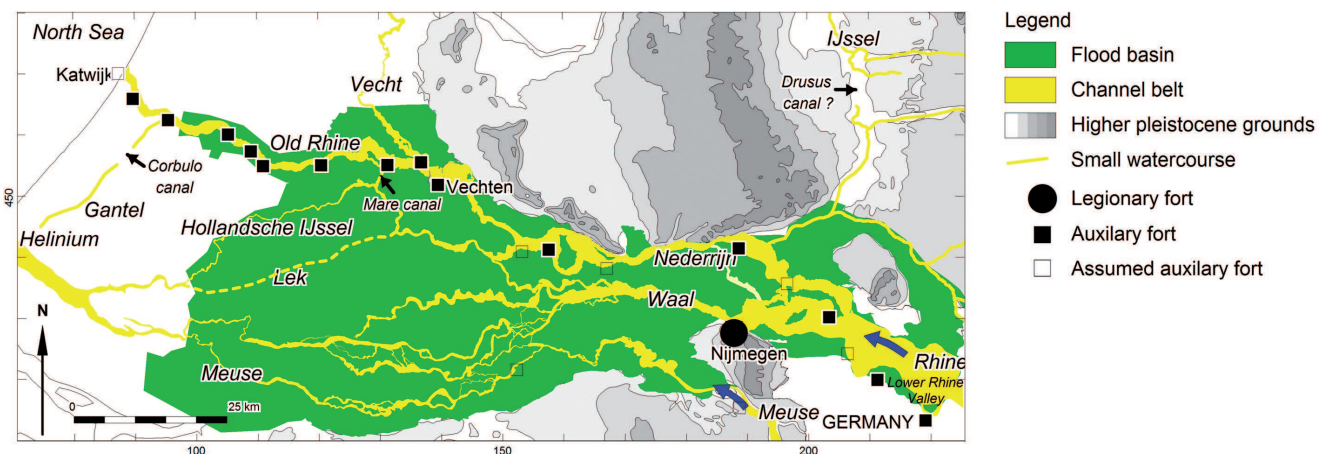 North Sea
Katwijk
Vecht
IJssel
Drusus
canal ?
Old Rhine
Corbulo
canal
Vechten
Mare canal
450
Gantel
Hollandsche IJssel
Helinium
Nederrijn
Lek
Waal
N
Nijmegen
Rhine
Meuse
Lower Rhine
Valley
0
25 km
Meuse
GERMANY
100
150
200
Legend
Flood basin
Channel belt
Higher pleistocene grounds
Small watercourse
Legionary fort
Auxilary fort
Assumed auxilary fort